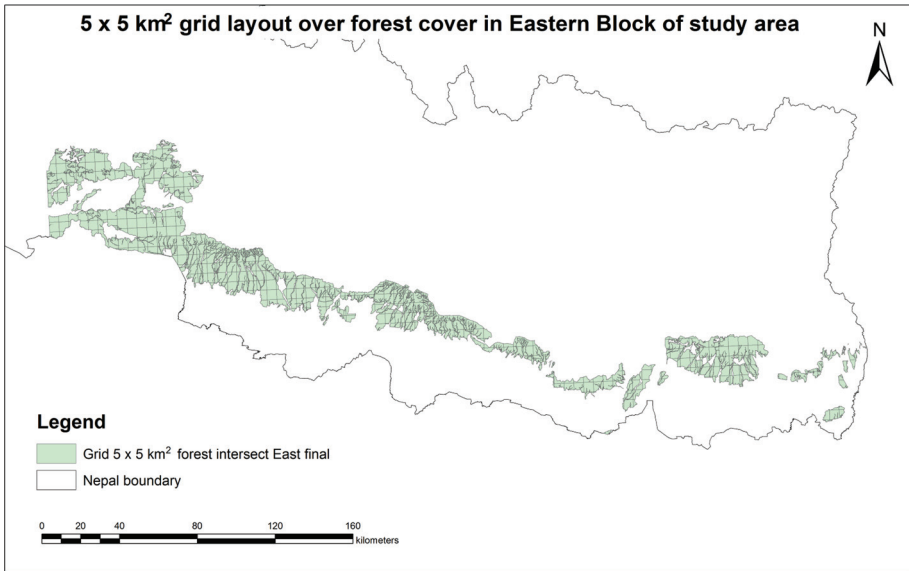 5 x 5 km² grid layout over forest cover in Eastern Block of study area
N
Legend
Grid 5 x 5 km² forest intersect East final
Nepal boundary
0 20 40 80 120 160
kilometers